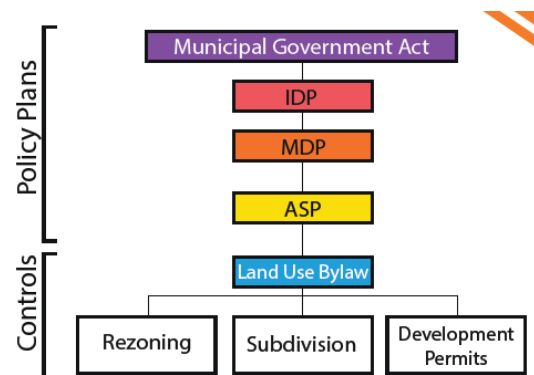 Policy Plans
Municipal Government Act
IDP
MDP
ASP
Controls
Land Use Bylaw
Rezoning
Subdivision
Development
Permits